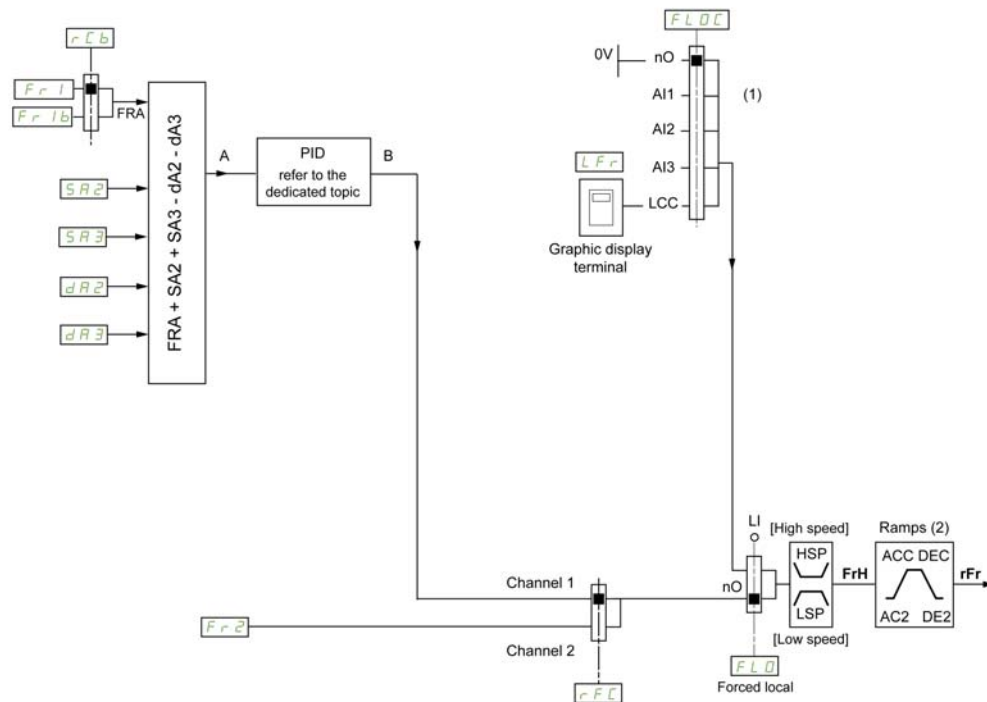 rCb
Fr1
Fr1b
FRA
SA2
SA3
dA2
dA3
FRA + SA2 + SA3 - dA2 - dA3
A
PID
refer to the
dedicated topic
B
FLOC
0V
nO
AI1
(1)
AI2
AI3
LFr
LCC
Graphic display
terminal
LI
[High speed]
Ramps (2)
HSP
ACC DEC
FrH
rFr
nO
LSP
AC2 DE2
[Low speed]
Channel 1
Fr2
Channel 2
rFC
FLO
Forced local